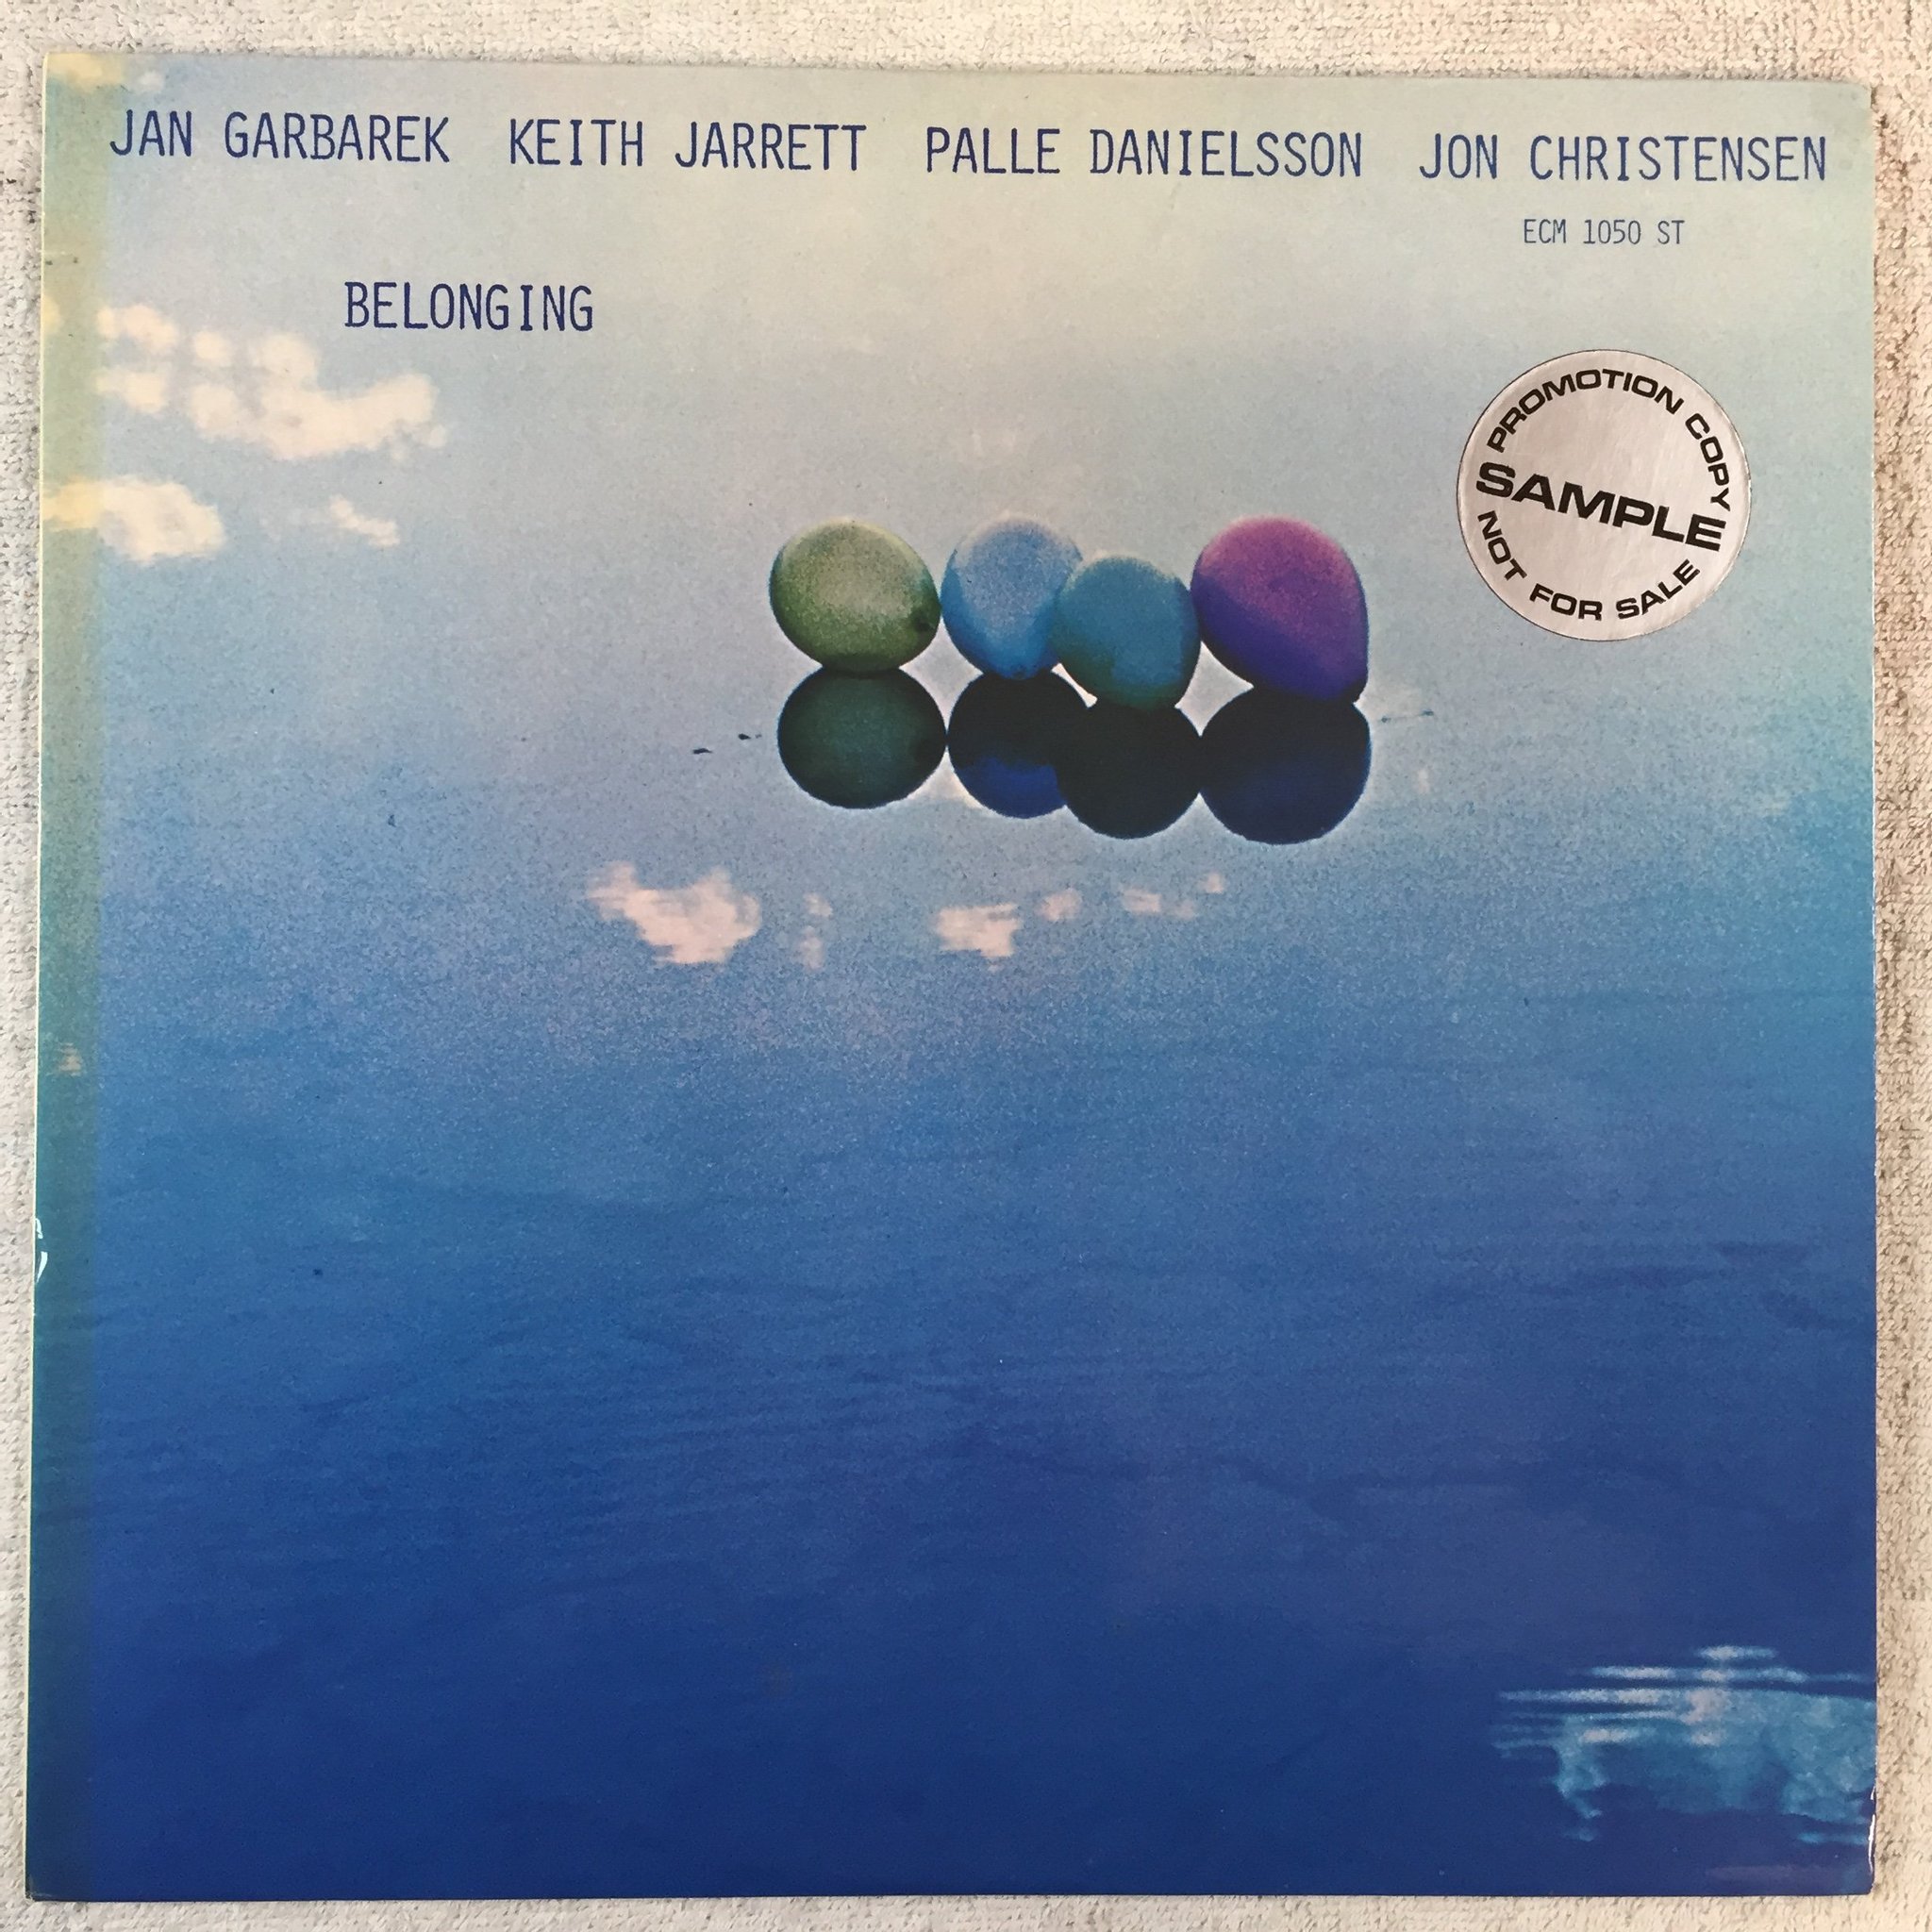 JAN GARBAREK KEITH JARRETT PALLE DANIELSSON JON CHRISTENSEN
ECM 1050 ST
BELONGING
PROMOTION COPY
SAMPLE
NOT FOR SALE